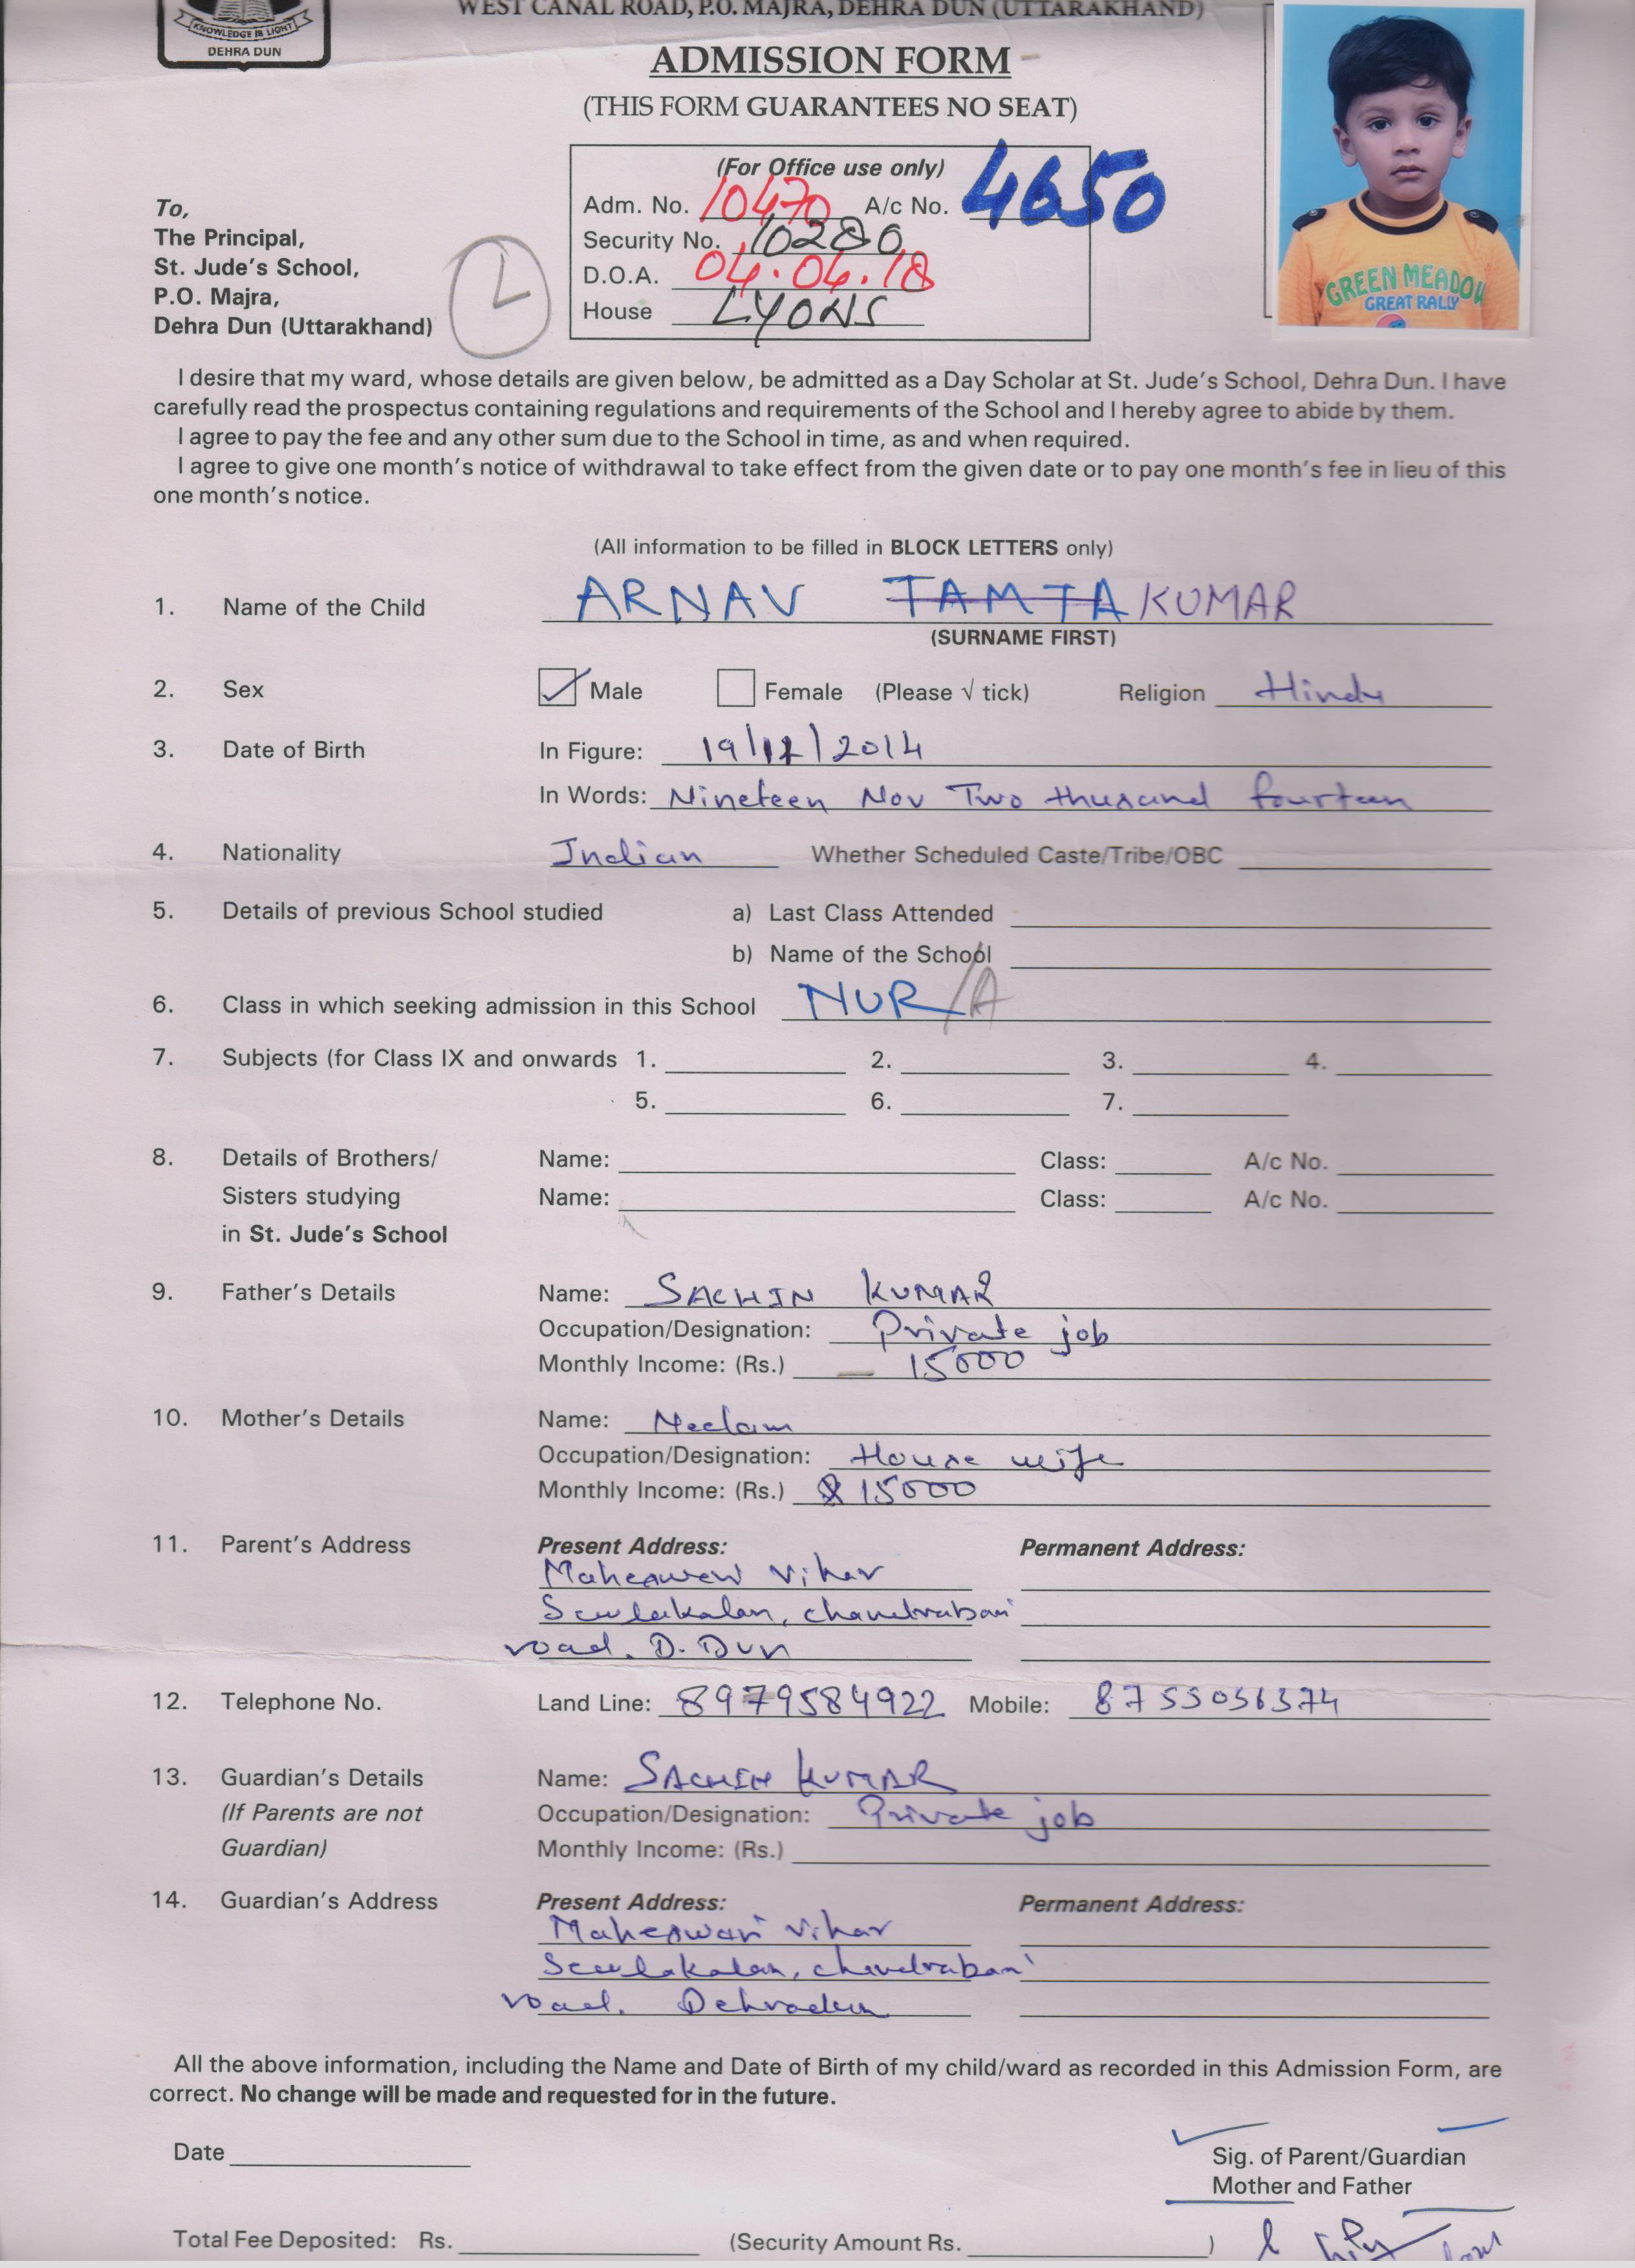 WEST CANAL ROAD, P.O. MAJRA, DEHRA DUN (UTTARAKHAND)
KNOWLEDGE IS LIGHT
DEHRA DUN
ADMISSION FORM
(THIS FORM GUARANTEES NO SEAT)
(For Office use only)
Adm. No. 10470 A/c No. 4650
Security No. 10280
D.O.A. 04.04.18
House LYONS
To,
The Principal,
St. Jude's School,
P.O. Majra,
Dehra Dun (Uttarakhand)
L
GREEN MEADOW
GREAT RALLY
I desire that my ward, whose details are given below, be admitted as a Day Scholar at St. Jude's School, Dehra Dun. I have
carefully read the prospectus containing regulations and requirements of the School and I hereby agree to abide by them.
I agree to pay the fee and any other sum due to the School in time, as and when required.
I agree to give one month's notice of withdrawal to take effect from the given date or to pay one month's fee in lieu of this
one month's notice.
(All information to be filled in BLOCK LETTERS only)
1. Name of the Child ARNAV TAMTA KUMAR
(SURNAME FIRST)
2. Sex Male Female (Please √ tick) Religion Hindu
3. Date of Birth In Figure: 19/11/2014
In Words: Nineteen Nov Two thusand fourteen
4. Nationality Indian Whether Scheduled Caste/Tribe/OBC
5. Details of previous School studied a) Last Class Attended
b) Name of the School
6. Class in which seeking admission in this School NUR/A
7. Subjects (for Class IX and onwards 1. 2. 3. 4.
5. 6. 7.
8. Details of Brothers/ Name: Class: A/c No.
Sisters studying Name: Class: A/c No.
in St. Jude's School
9. Father's Details Name: SACHIN KUMAR
Occupation/Designation: Private job
Monthly Income: (Rs.) 15000
10. Mother's Details Name: Neelam
Occupation/Designation: House wife
Monthly Income: (Rs.) 15000
11. Parent's Address Present Address: Permanent Address:
Maheswari Vihar
Sewlakalan, chandrabani
road. D. Dun
12. Telephone No. Land Line: 8979584922 Mobile: 8755056374
13. Guardian's Details Name: SACHIN KUMAR
(If Parents are not Occupation/Designation: Private job
Guardian) Monthly Income: (Rs.)
14. Guardian's Address Present Address: Permanent Address:
Maheswari Vihar
Sewlakalan, chandrabani
road. Dehradun
All the above information, including the Name and Date of Birth of my child/ward as recorded in this Admission Form, are
correct. No change will be made and requested for in the future.
Date
Sig. of Parent/Guardian
Mother and Father
Total Fee Deposited: Rs. (Security Amount Rs. )